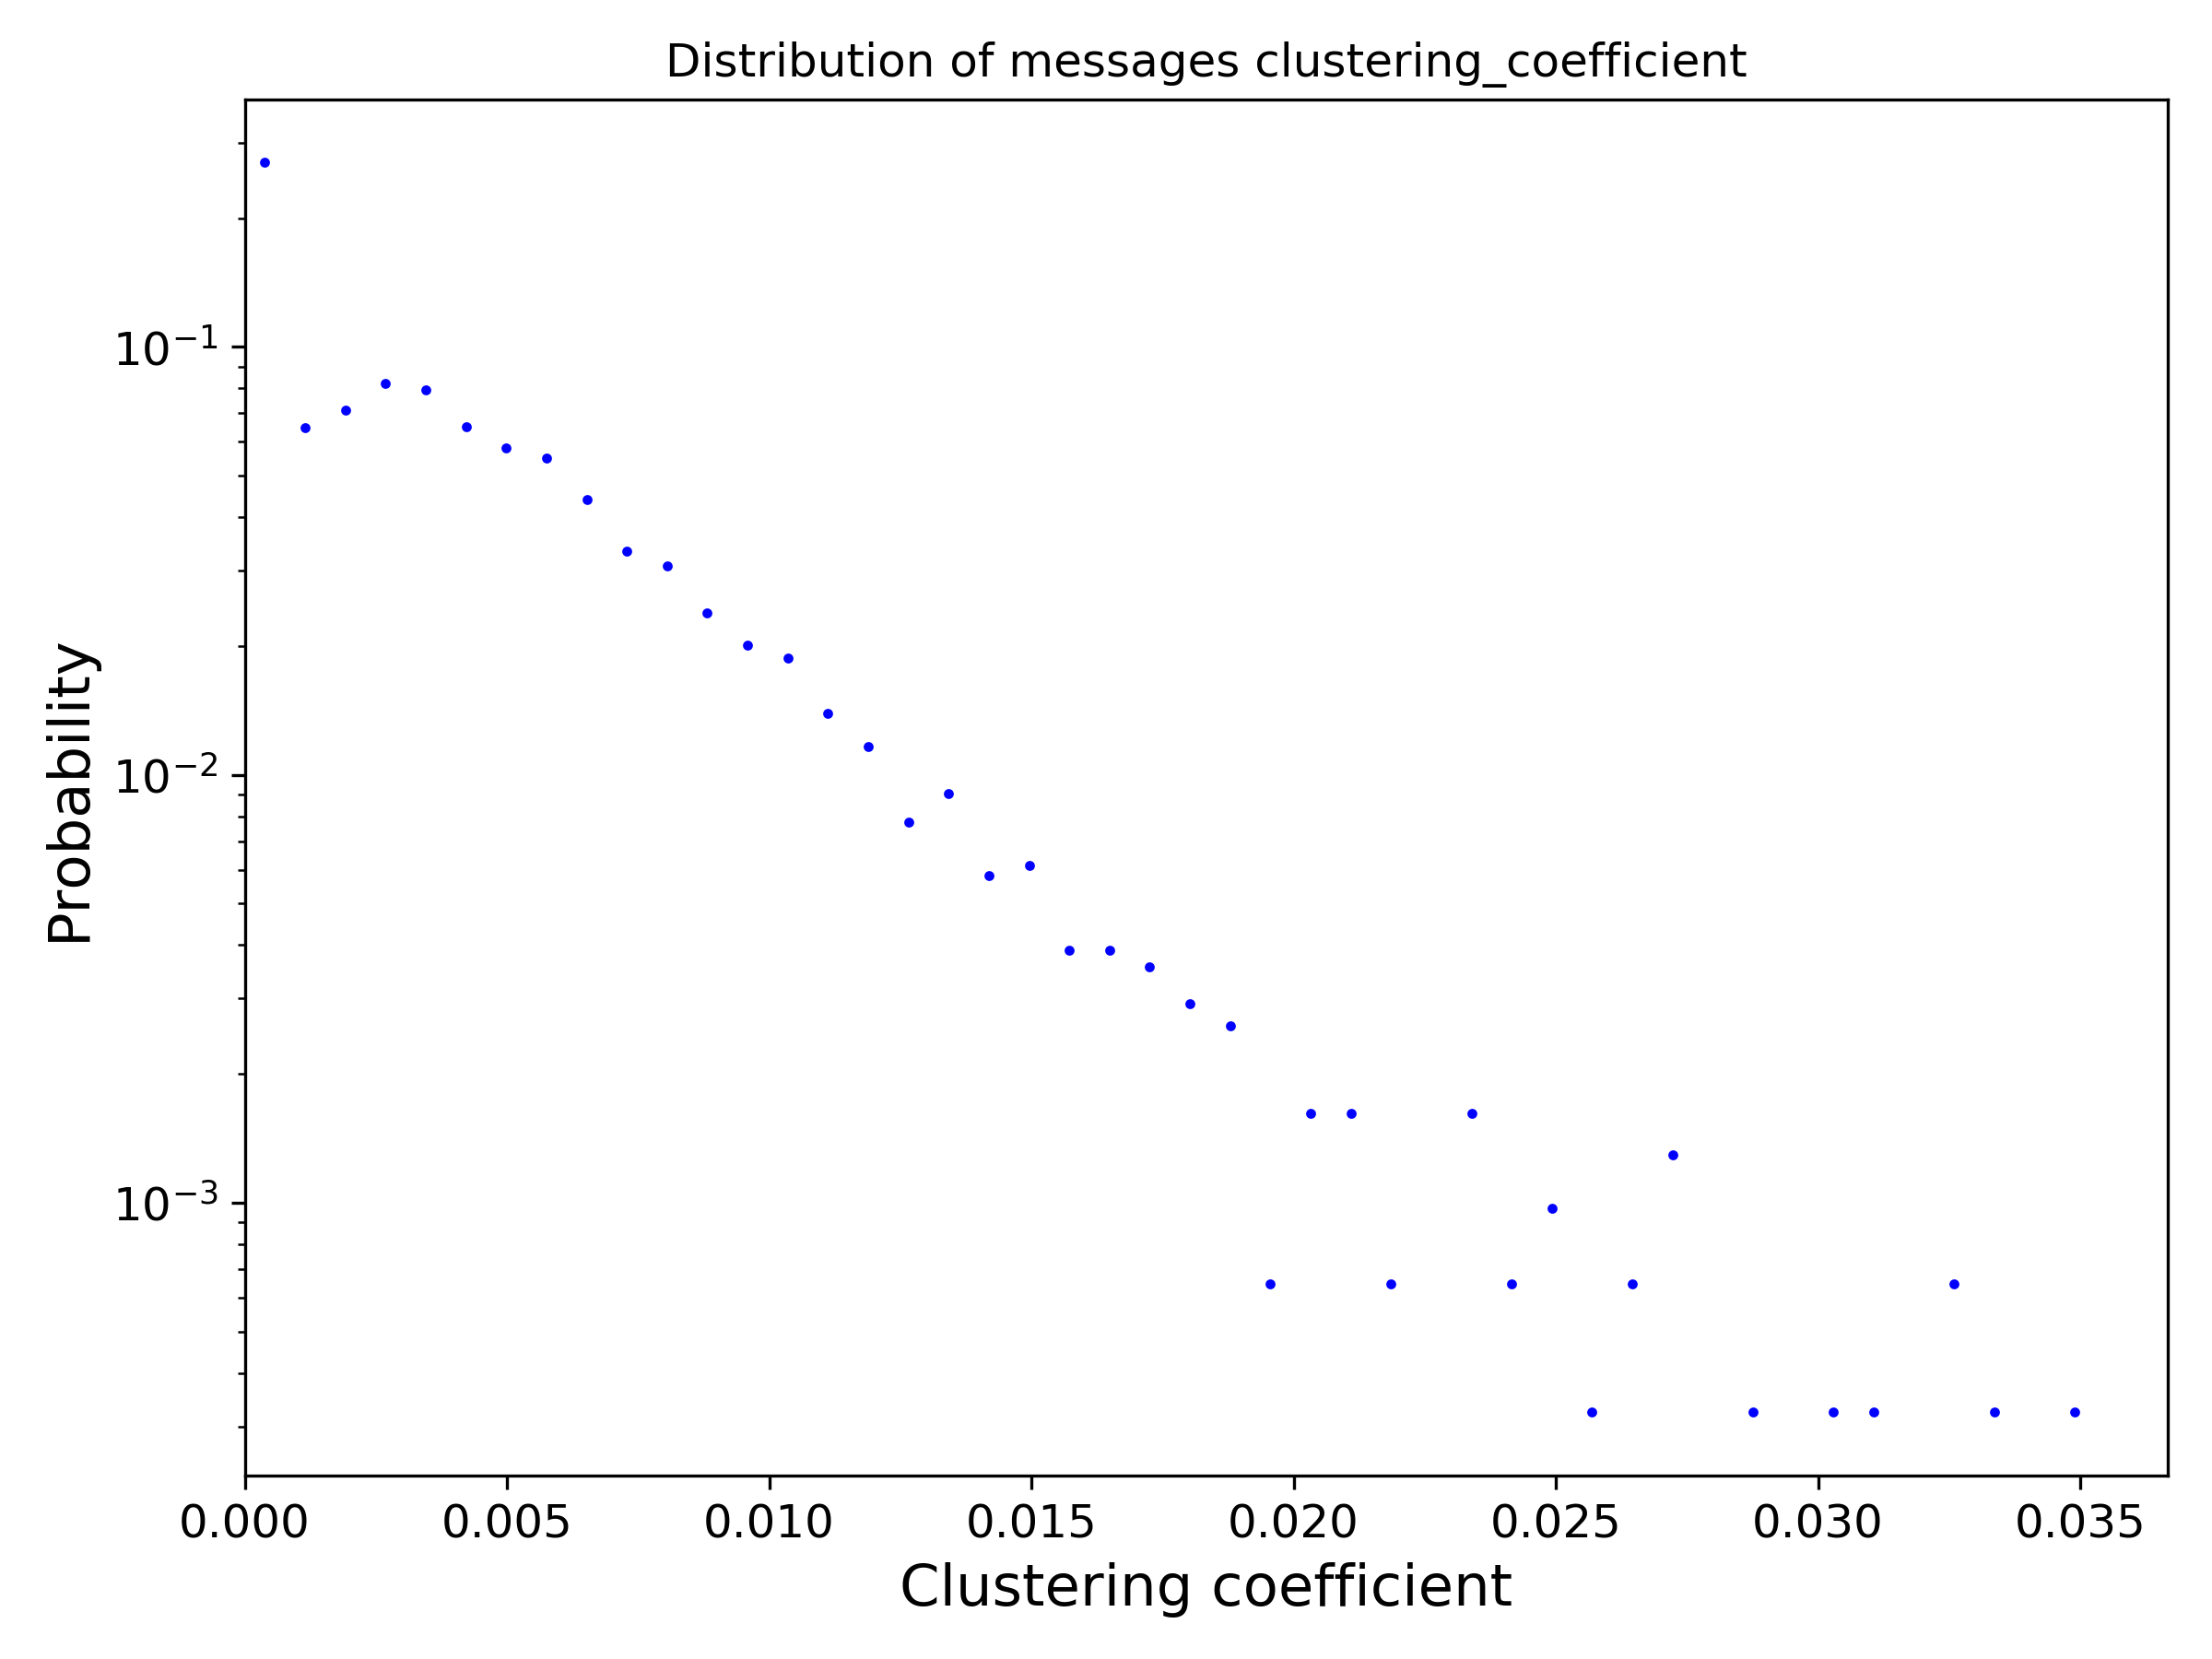 Distribution of messages clustering_coefficient
10⁻¹
10⁻²
10⁻³
Probability
0.000 0.005 0.010 0.015 0.020 0.025 0.030 0.035
Clustering coefficient